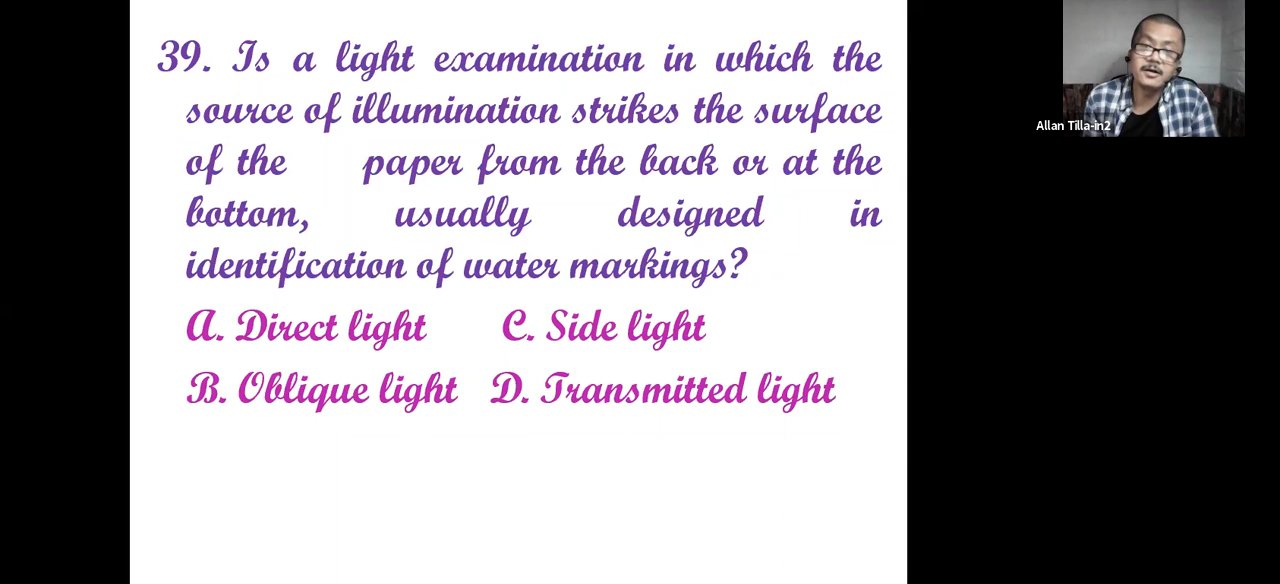 39. Is a light examination in which the
source of illumination strikes the surface
of the paper from the back or at the
bottom, usually designed in
identification of water markings?
A. Direct light C. Side light
B. Oblique light D. Transmitted light
Allan Tilla-in2